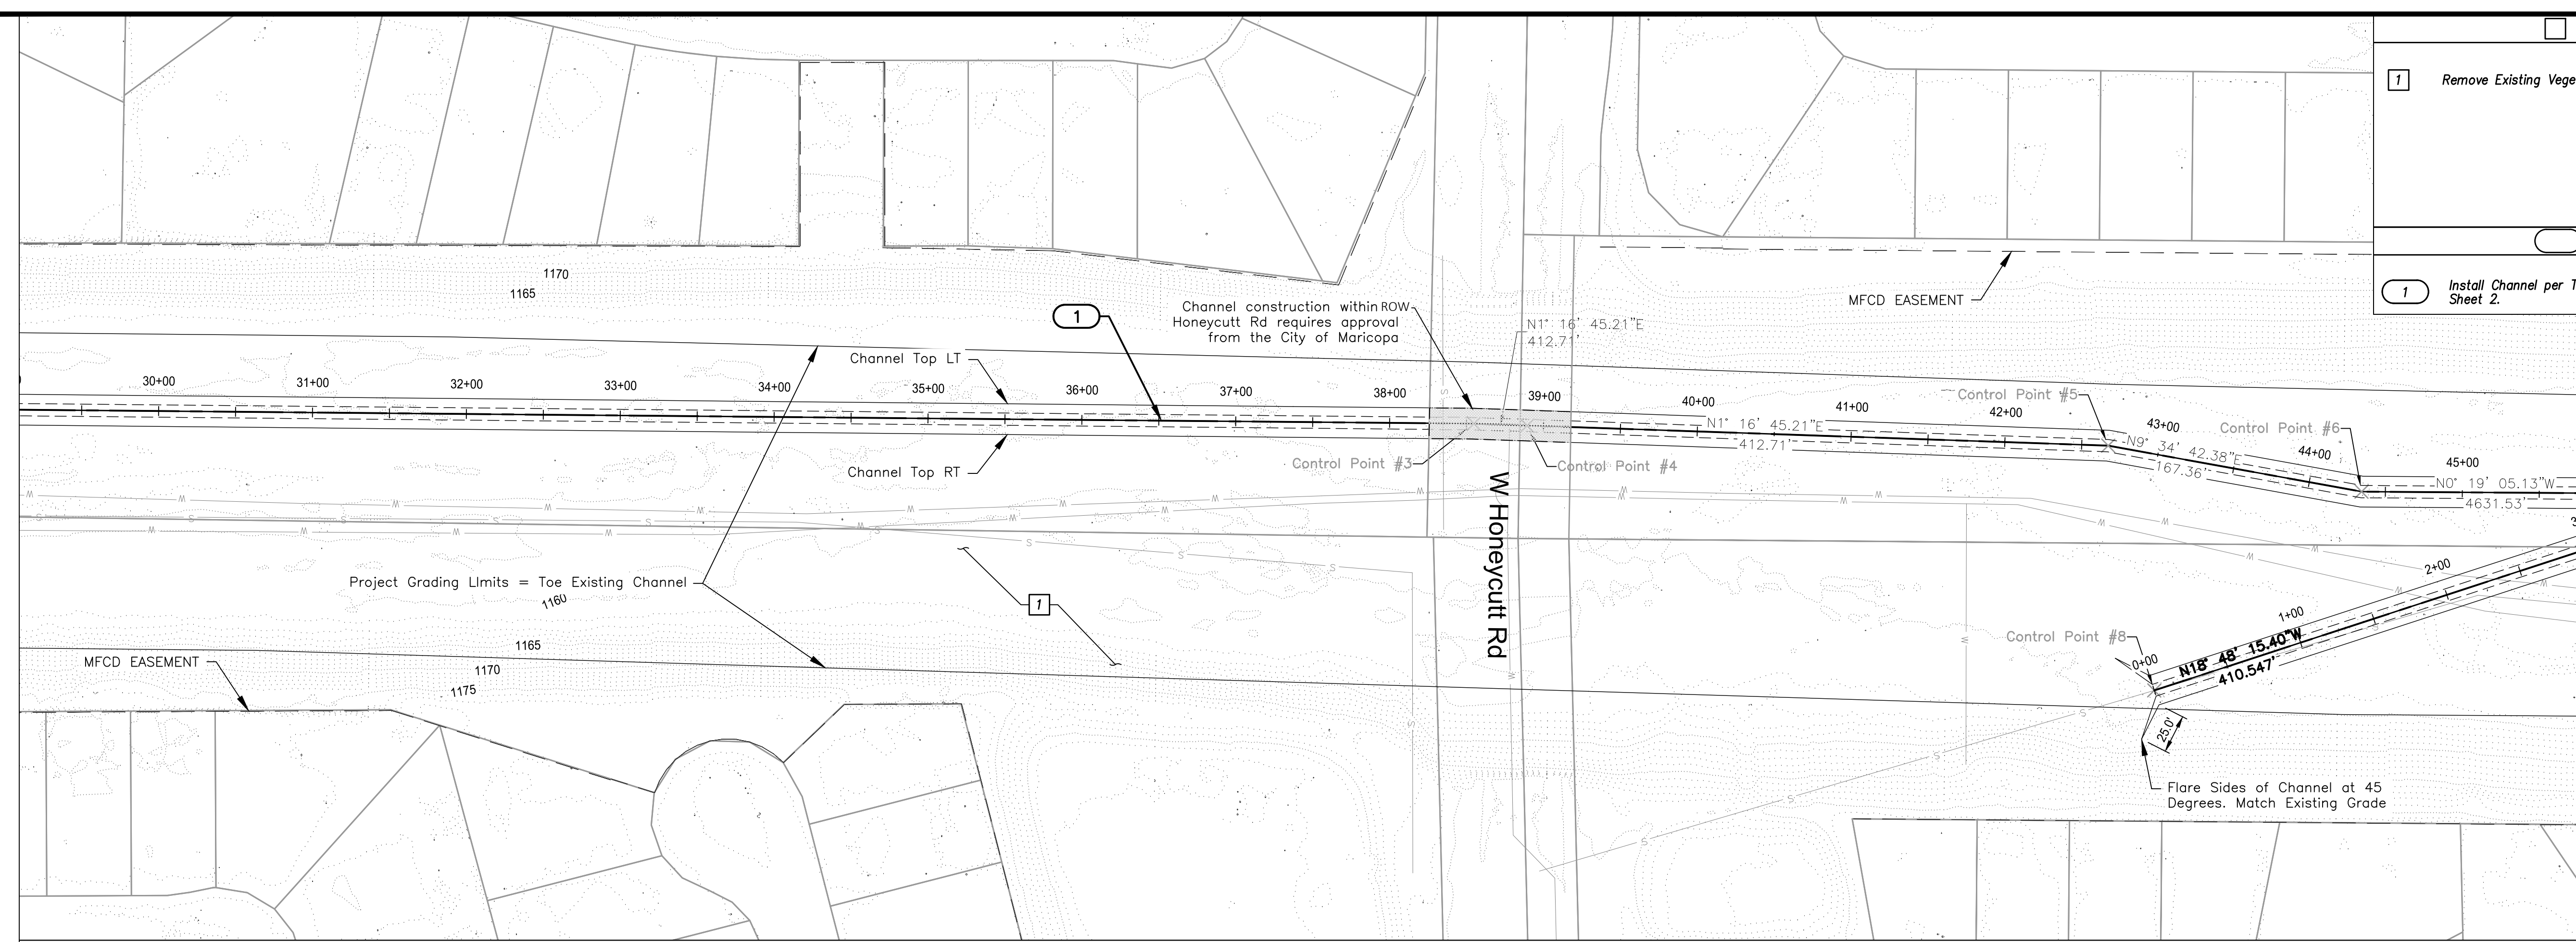 1
Remove Existing Vege
1
Install Channel per T
Sheet 2.
1170
1165
1
Channel construction within ROW
Honeycutt Rd requires approval
from the City of Maricopa
N1° 16' 45.21"E
412.71'
MFCD EASEMENT
Channel Top LT
30+00
31+00
32+00
33+00
34+00
35+00
36+00
37+00
38+00
39+00
40+00
41+00
42+00
43+00
44+00
45+00
Control Point #5
Control Point #6
N1° 16' 45.21"E
412.71'
N9° 34' 42.38"E
167.36'
N0° 19' 05.13"W
4631.53'
Channel Top RT
Control Point #3
Control Point #4
W Honeycutt Rd
Project Grading LImits = Toe Existing Channel
1160
1
1165
1170
1175
MFCD EASEMENT
Control Point #8
0+00
1+00
2+00
N18° 48' 15.40"W
410.547'
25.0'
Flare Sides of Channel at 45
Degrees. Match Existing Grade